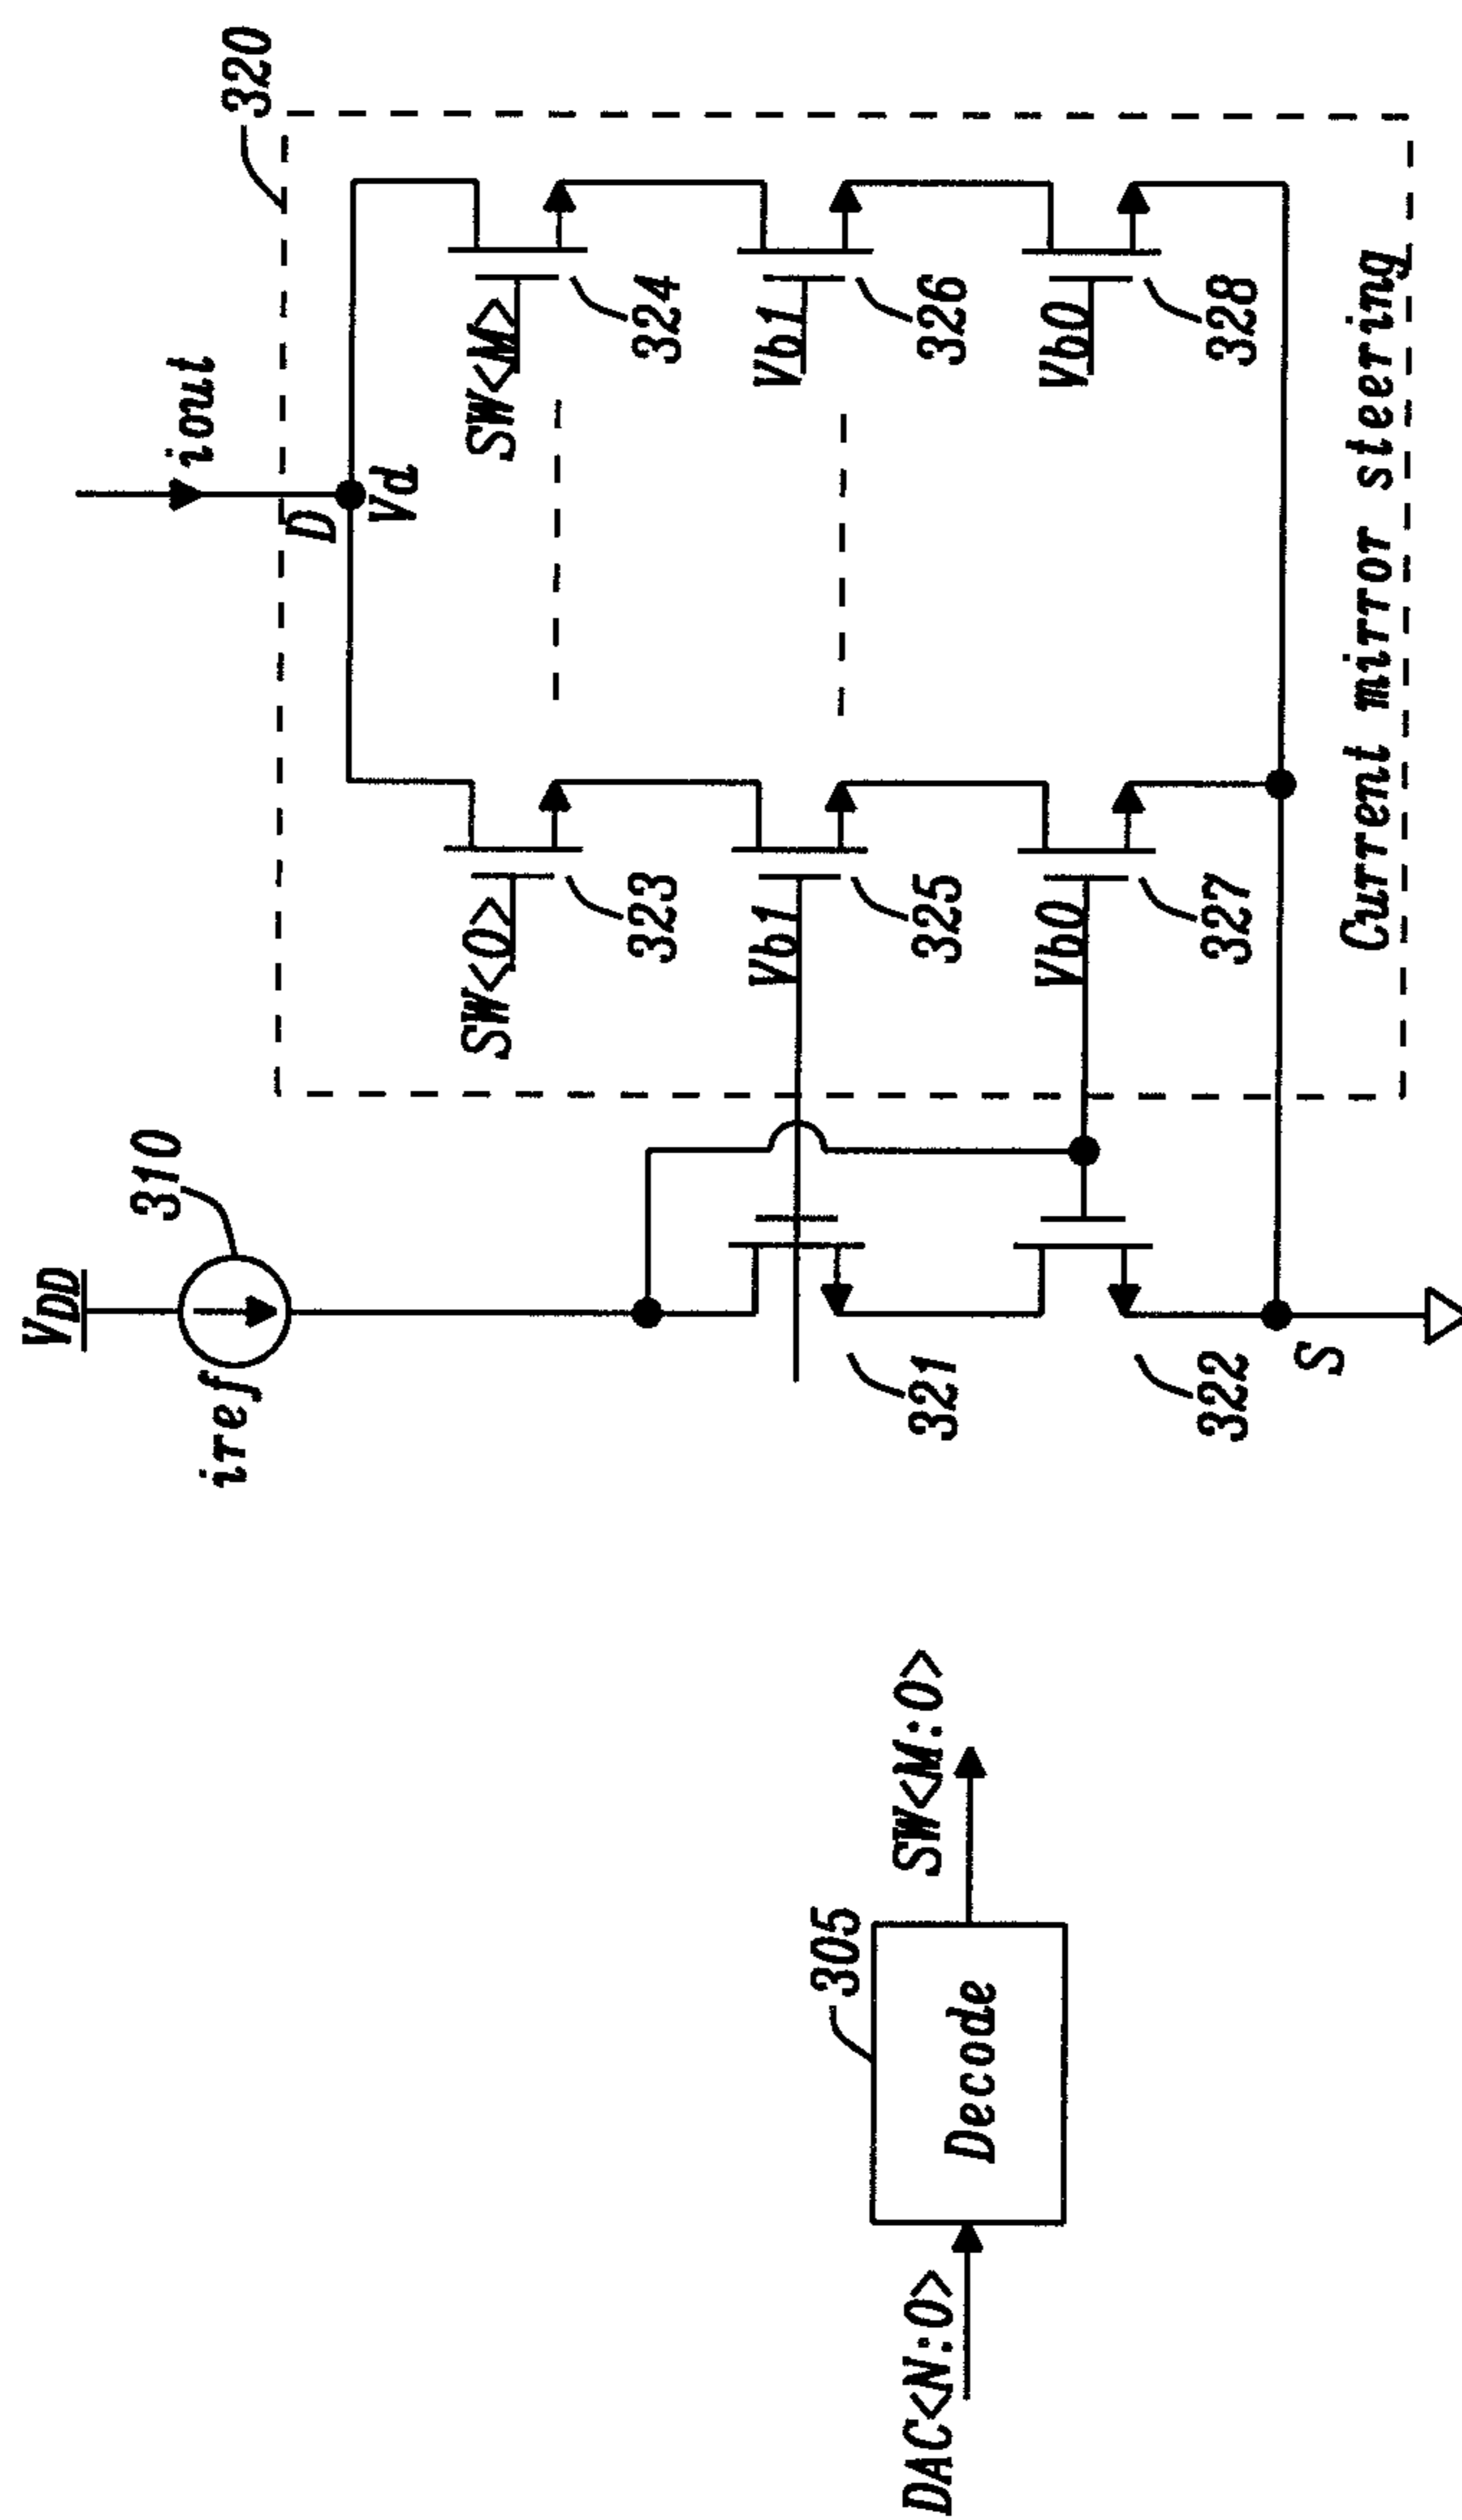 VDD
iref
310
iout
320
D
Vd
SW<0>
323
SW<M>
324
Vb1
325
Vb1
326
321
Vb0
327
Vb0
328
322
S
Current mirror steering
DAC<N:0>
305
Decode
SW<M:0>